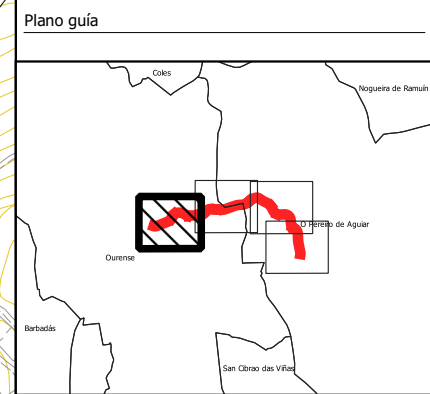 Plano guía
Coles
Nogueira de Ramuín
O Pereiro de Aguiar
Ourense
Barbadás
San Cibrao das Viñas